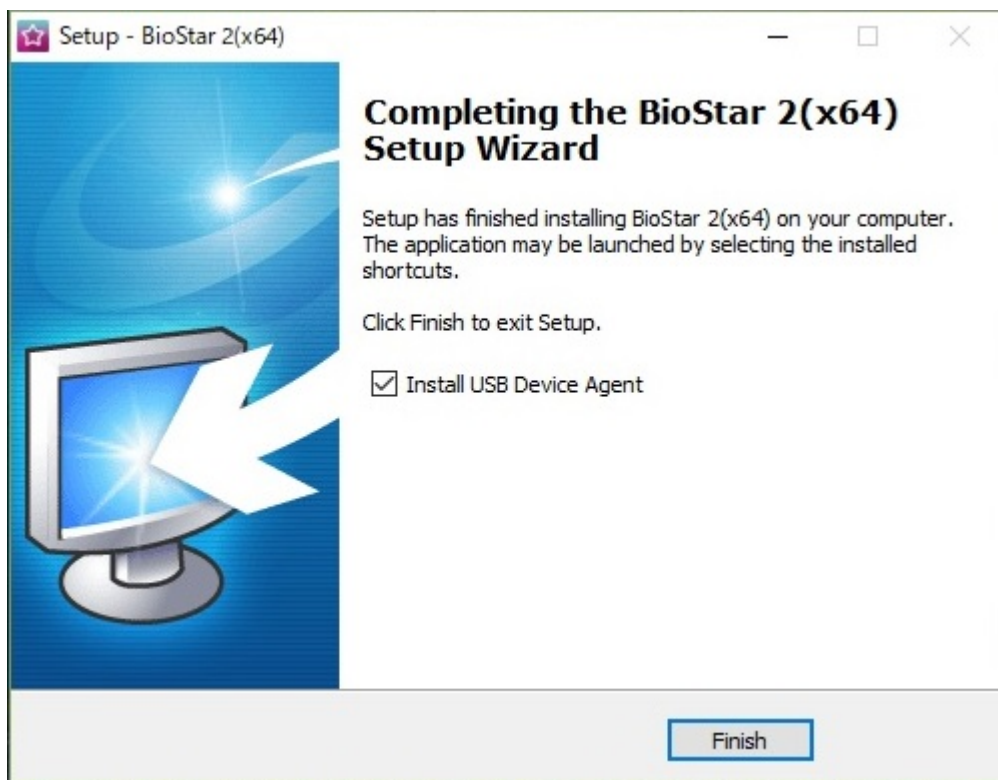 Setup - BioStar 2(x64)
Completing the BioStar 2(x64)
Setup Wizard
Setup has finished installing BioStar 2(x64) on your computer.
The application may be launched by selecting the installed
shortcuts.
Click Finish to exit Setup.
Install USB Device Agent
Finish